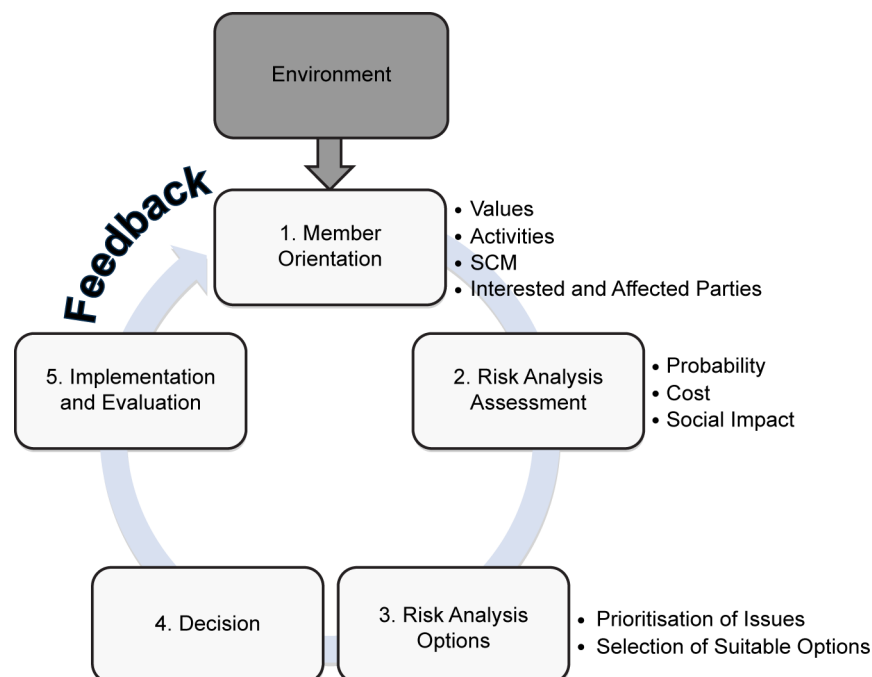 Environment
Feedback
1. Member
Orientation
• Values
• Activities
• SCM
• Interested and Affected Parties
2. Risk Analysis
Assessment
• Probability
• Cost
• Social Impact
3. Risk Analysis
Options
• Prioritisation of Issues
• Selection of Suitable Options
4. Decision
5. Implementation
and Evaluation